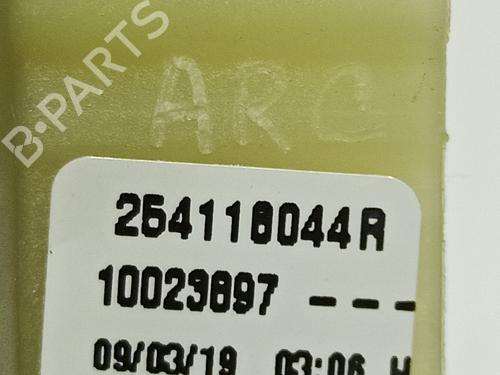 B-PARTS
ARC
254118044R
10023897 ----
09/03/19 03:06 H